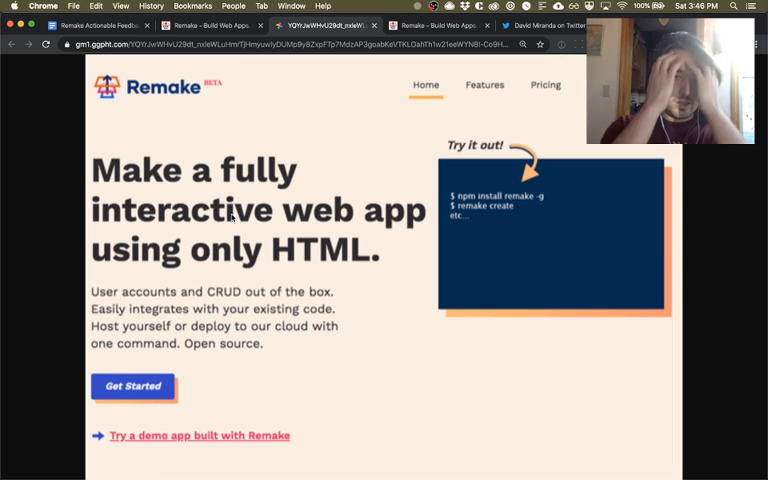 Chrome File Edit View History Bookmarks People Tab Window Help 100% Sat 3:46 PM
Remake Actionable Feedb Remake - Build Web Apps YQYrJwWHvU29dt_nxleWL Remake - Build Web Apps David Miranda on Twitter
Remake BETA
Home Features Pricing
Try it out!
Make a fully
interactive web app
using only HTML.
$ npm install remake -g
$ remake create
etc...
User accounts and CRUD out of the box.
Easily integrates with your existing code.
Host yourself or deploy to our cloud with
one command. Open source.
Get Started
Try a demo app built with Remake